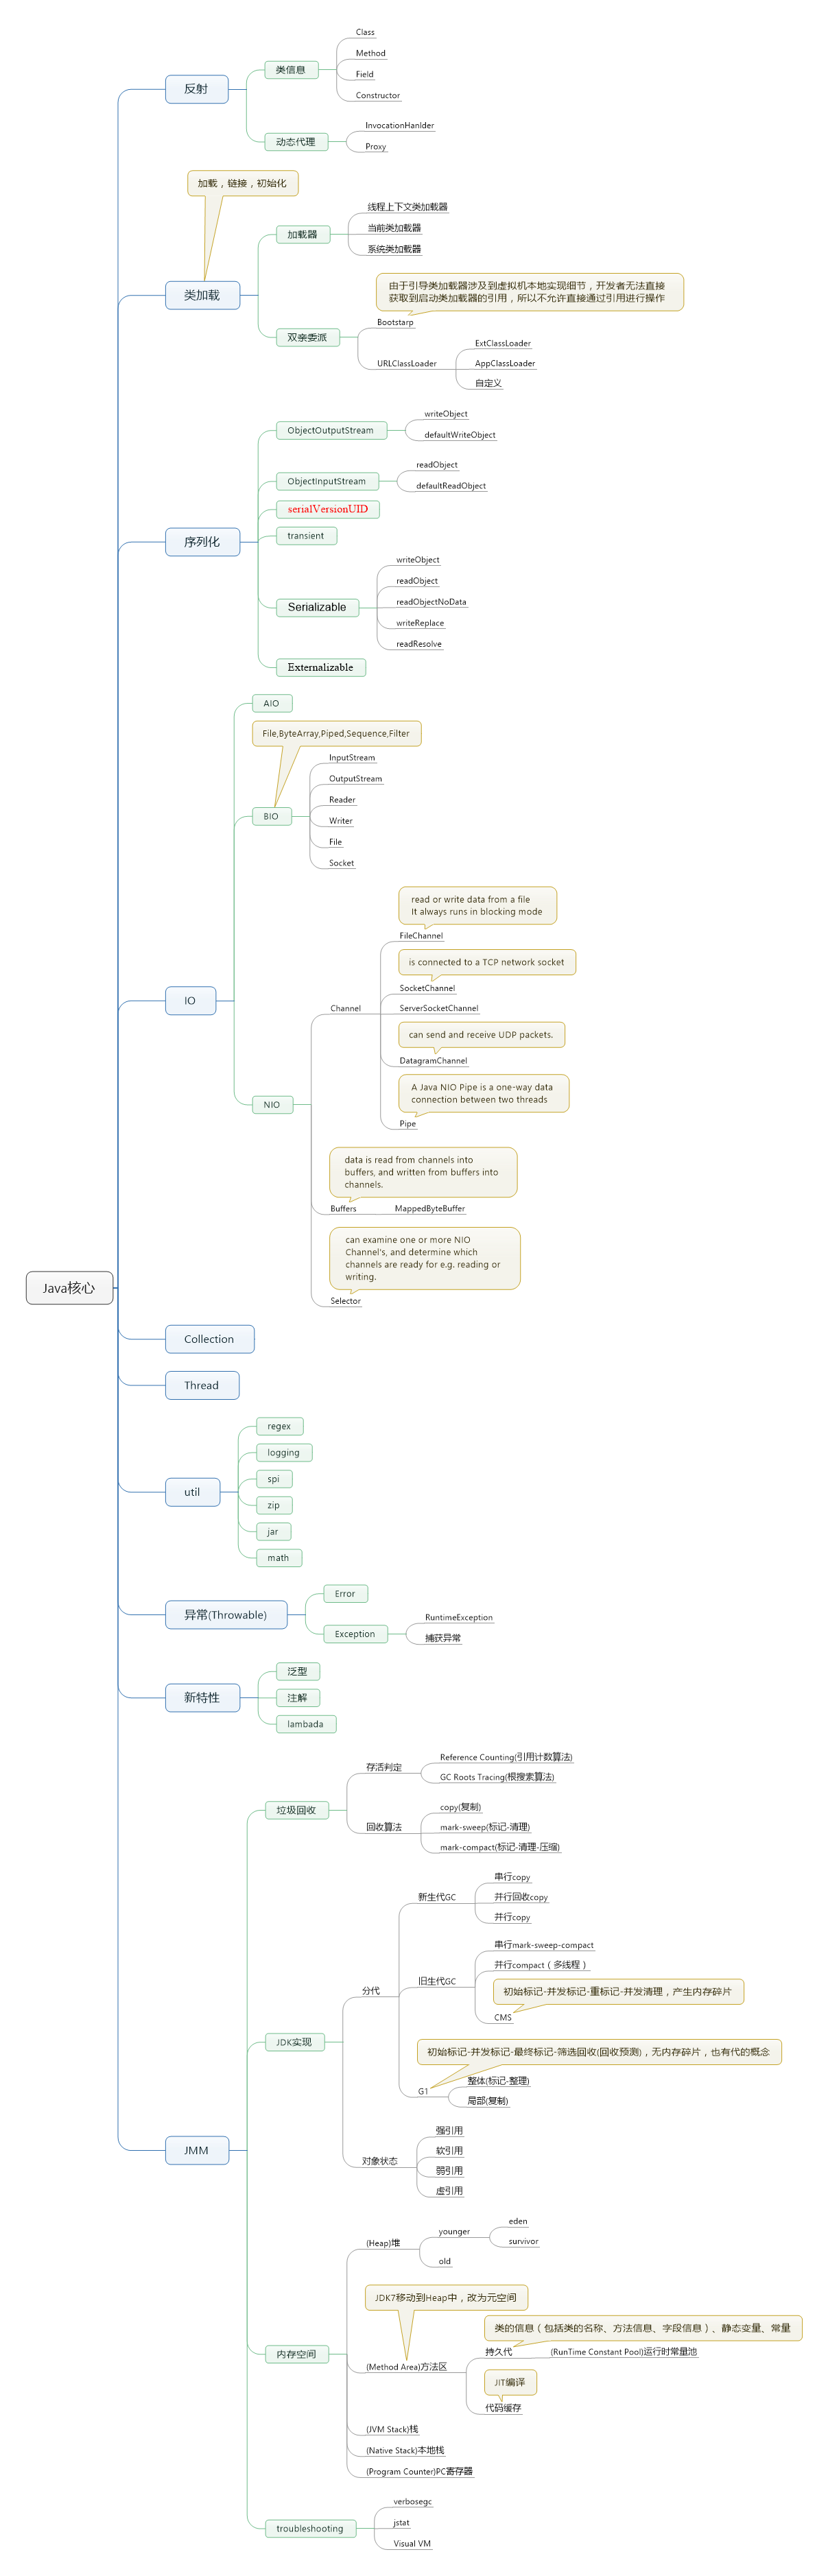 Java核心
反射
类信息
Class
Method
Field
Constructor
动态代理
InvocationHanlder
Proxy
加载，链接，初始化
类加载
加载器
线程上下文类加载器
当前类加载器
系统类加载器
双亲委派
由于引导类加载器涉及到虚拟机本地实现细节，开发者无法直接
获取到启动类加载器的引用，所以不允许直接通过引用进行操作
Bootstarp
URLClassLoader
ExtClassLoader
AppClassLoader
自定义
序列化
ObjectOutputStream
writeObject
defaultWriteObject
ObjectInputStream
readObject
defaultReadObject
serialVersionUID
transient
Serializable
writeObject
readObject
readObjectNoData
writeReplace
readResolve
Externalizable
IO
AIO
File,ByteArray,Piped,Sequence,Filter
BIO
InputStream
OutputStream
Reader
Writer
File
Socket
NIO
Channel
read or write data from a file
It always runs in blocking mode
FileChannel
is connected to a TCP network socket
SocketChannel
ServerSocketChannel
can send and receive UDP packets.
DatagramChannel
A Java NIO Pipe is a one-way data
connection between two threads
Pipe
data is read from channels into
buffers, and written from buffers into
channels.
Buffers
MappedByteBuffer
can examine one or more NIO
Channel's, and determine which
channels are ready for e.g. reading or
writing.
Selector
Collection
Thread
util
regex
logging
spi
zip
jar
math
异常(Throwable)
Error
Exception
RuntimeException
捕获异常
新特性
泛型
注解
lambada
JMM
垃圾回收
存活判定
Reference Counting(引用计数算法)
GC Roots Tracing(根搜索算法)
回收算法
copy(复制)
mark-sweep(标记-清理)
mark-compact(标记-清理-压缩)
JDK实现
分代
新生代GC
串行copy
并行回收copy
并行copy
旧生代GC
串行mark-sweep-compact
并行compact（多线程）
初始标记-并发标记-重标记-并发清理，产生内存碎片
CMS
初始标记-并发标记-最终标记-筛选回收(回收预测)，无内存碎片，也有代的概念
G1
整体(标记-整理)
局部(复制)
对象状态
强引用
软引用
弱引用
虚引用
内存空间
(Heap)堆
younger
eden
survivor
old
JDK7移动到Heap中，改为元空间
(Method Area)方法区
类的信息（包括类的名称、方法信息、字段信息）、静态变量、常量
持久代
(RunTime Constant Pool)运行时常量池
JIT编译
代码缓存
(JVM Stack)栈
(Native Stack)本地栈
(Program Counter)PC寄存器
troubleshooting
verbosegc
jstat
Visual VM